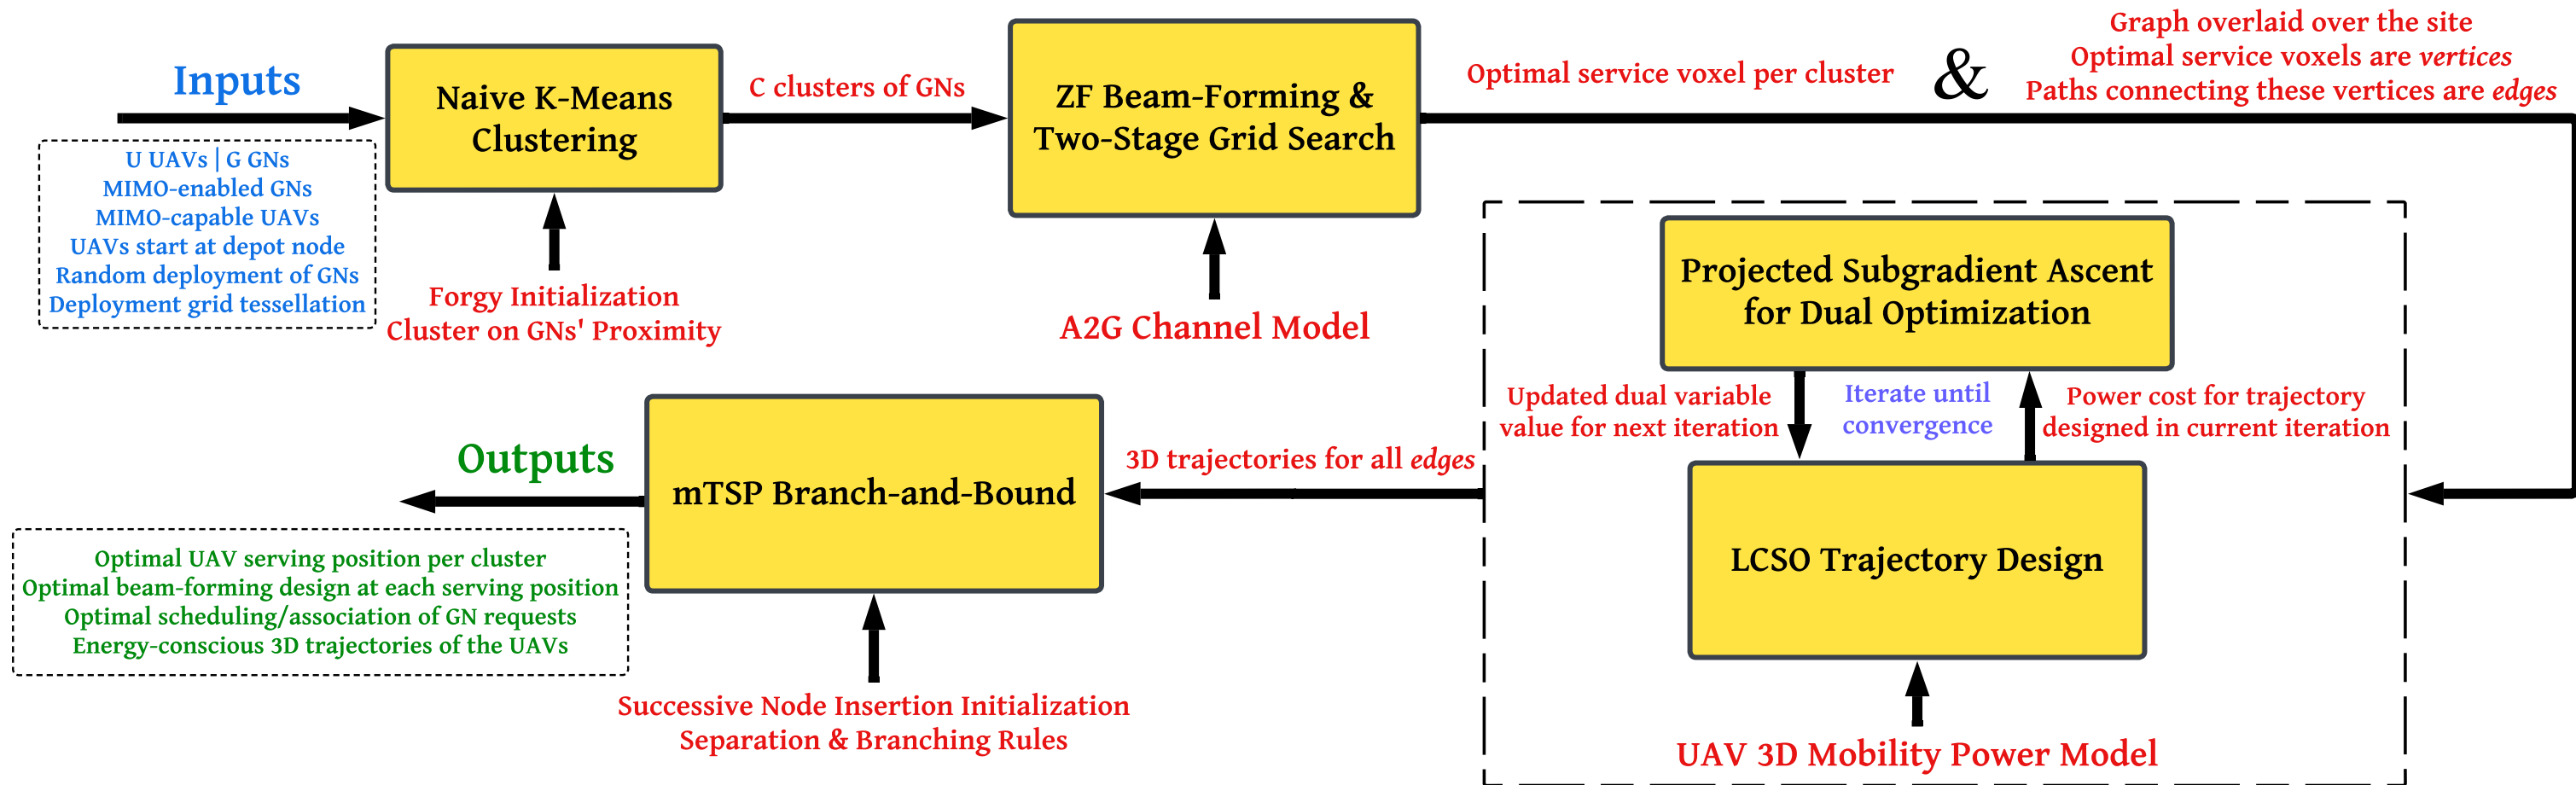 Inputs
U UAVs | G GNs
MIMO-enabled GNs
MIMO-capable UAVs
UAVs start at depot node
Random deployment of GNs
Deployment grid tessellation
Naive K-Means
Clustering
Forgy Initialization
Cluster on GNs' Proximity
C clusters of GNs
ZF Beam-Forming &
Two-Stage Grid Search
A2G Channel Model
Optimal service voxel per cluster
&
Graph overlaid over the site
Optimal service voxels are vertices
Paths connecting these vertices are edges
Projected Subgradient Ascent
for Dual Optimization
Updated dual variable
value for next iteration
Iterate until
convergence
Power cost for trajectory
designed in current iteration
LCSO Trajectory Design
UAV 3D Mobility Power Model
3D trajectories for all edges
mTSP Branch-and-Bound
Successive Node Insertion Initialization
Separation & Branching Rules
Outputs
Optimal UAV serving position per cluster
Optimal beam-forming design at each serving position
Optimal scheduling/association of GN requests
Energy-conscious 3D trajectories of the UAVs